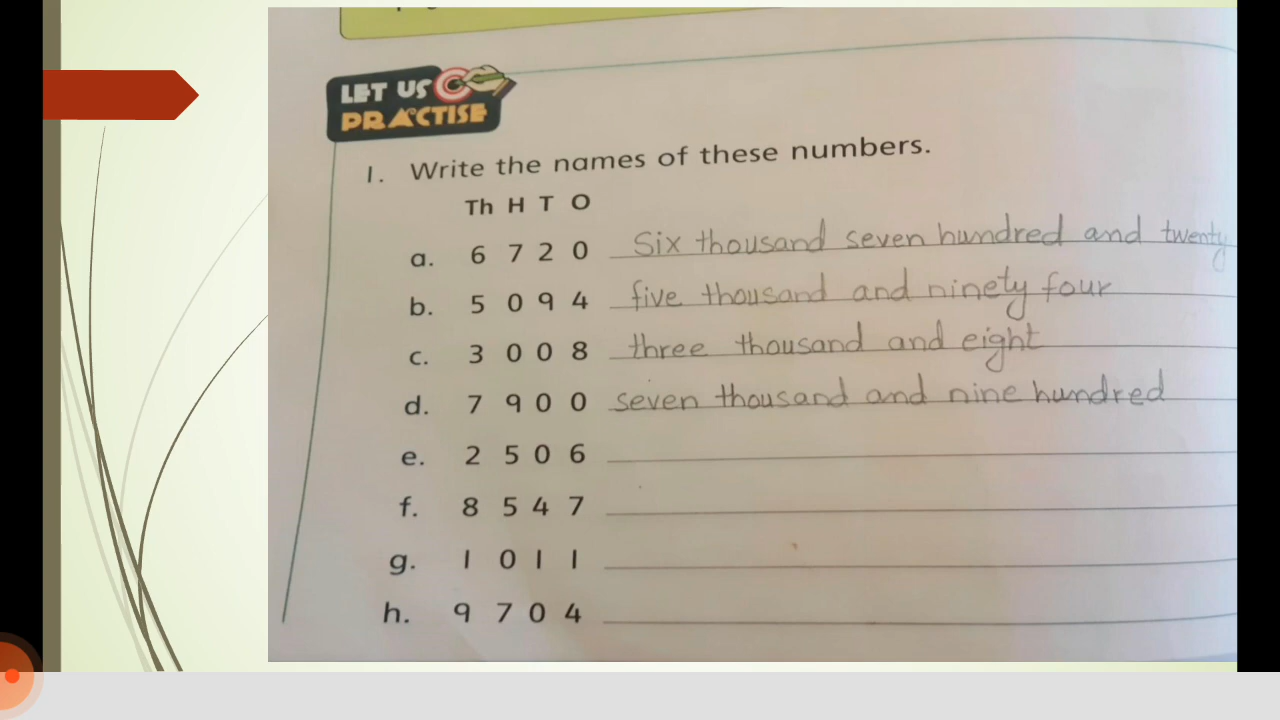 LET US
PRACTISE
1. Write the names of these numbers.
Th H T O
a. 6 7 2 0 Six thousand seven hundred and twenty
b. 5 0 9 4 five thousand and ninety four
c. 3 0 0 8 three thousand and eight
d. 7 9 0 0 seven thousand and nine hundred
e. 2 5 0 6
f. 8 5 4 7
g. 1 0 1 1
h. 9 7 0 4